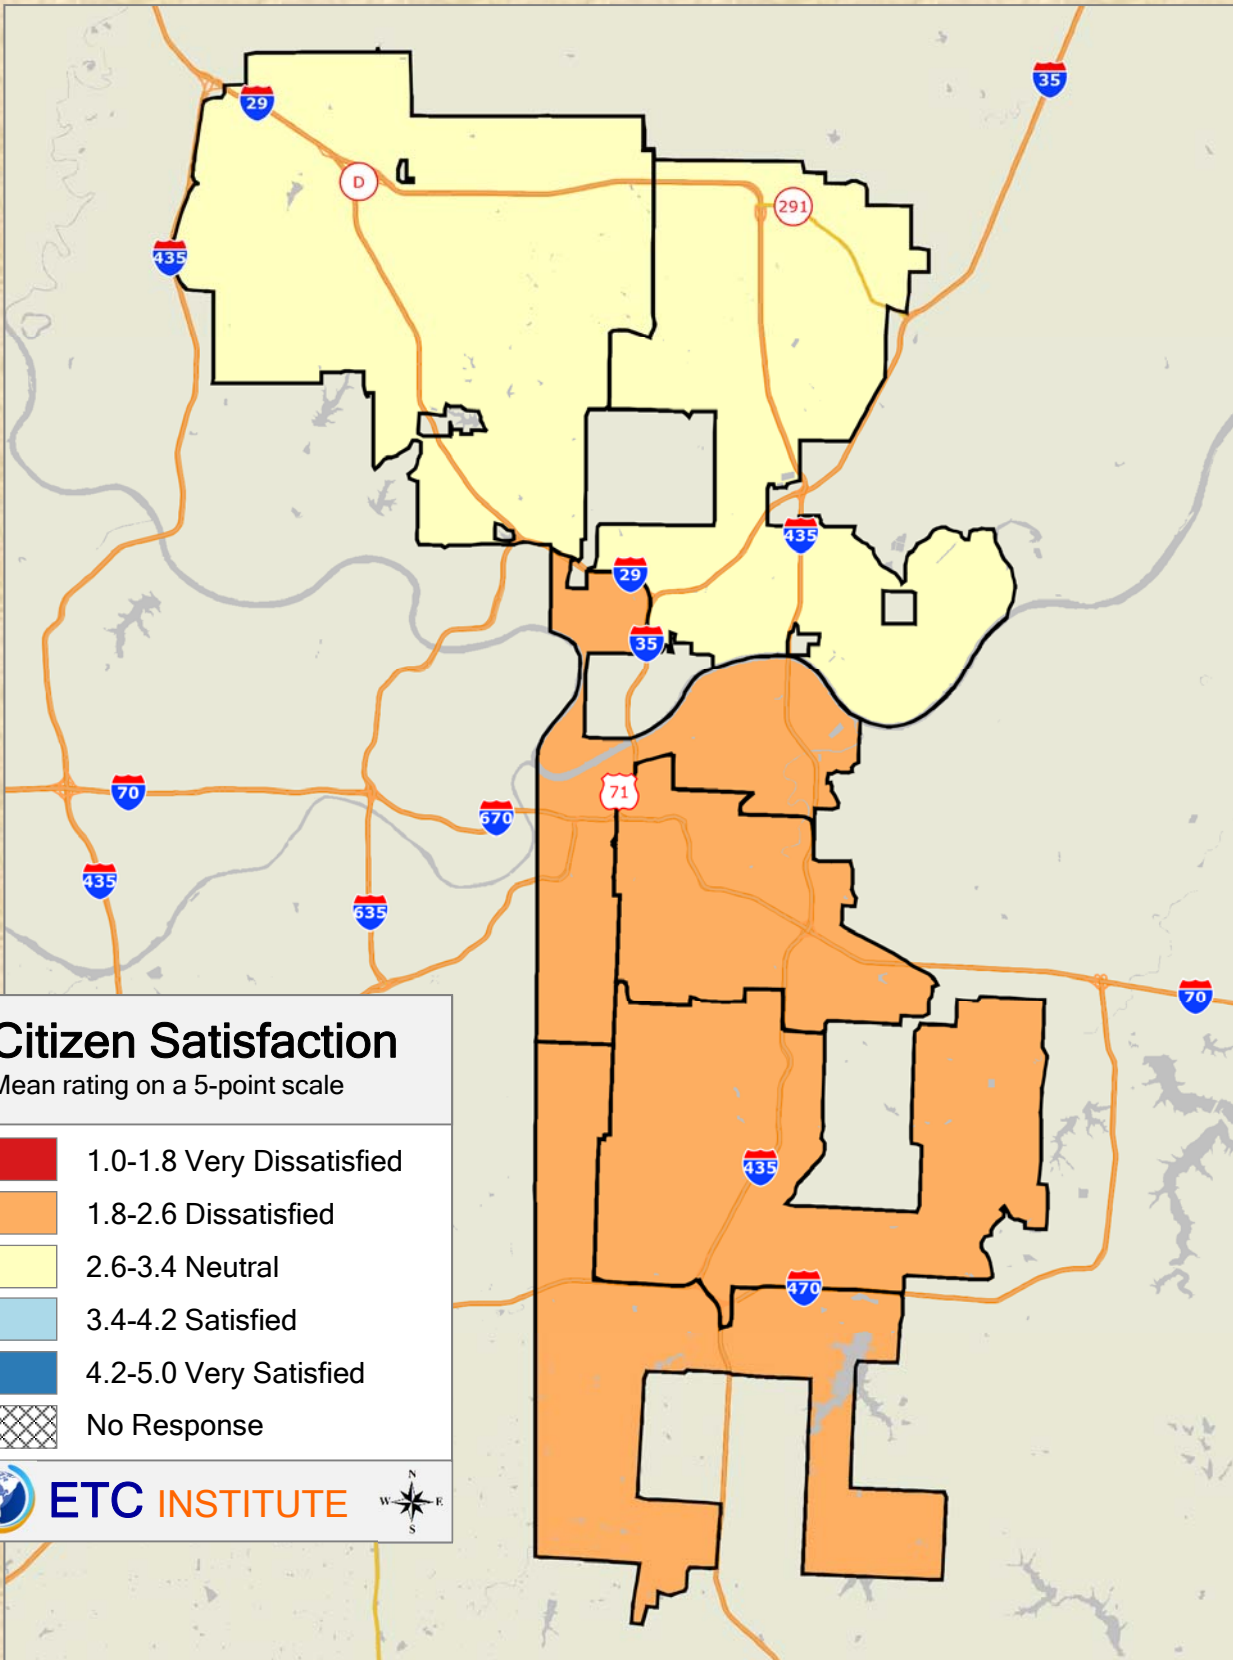 35
29
D
291
435
435
29
35
70
71
670
435
635
70
Citizen Satisfaction
Mean rating on a 5-point scale
1.0-1.8 Very Dissatisfied
435
1.8-2.6 Dissatisfied
2.6-3.4 Neutral
470
3.4-4.2 Satisfied
4.2-5.0 Very Satisfied
No Response
ETC INSTITUTE
N
W E
S